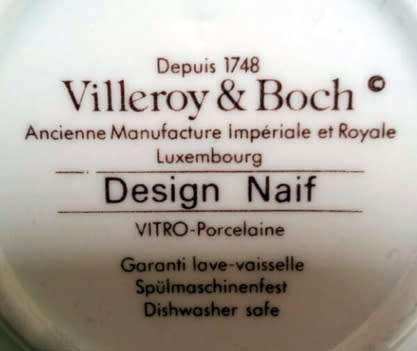 Depuis 1748
Villeroy & Boch ©
Ancienne Manufacture Impériale et Royale
Luxembourg
Design Naif
VITRO-Porcelaine
Garanti lave-vaisselle
Spülmaschinenfest
Dishwasher safe